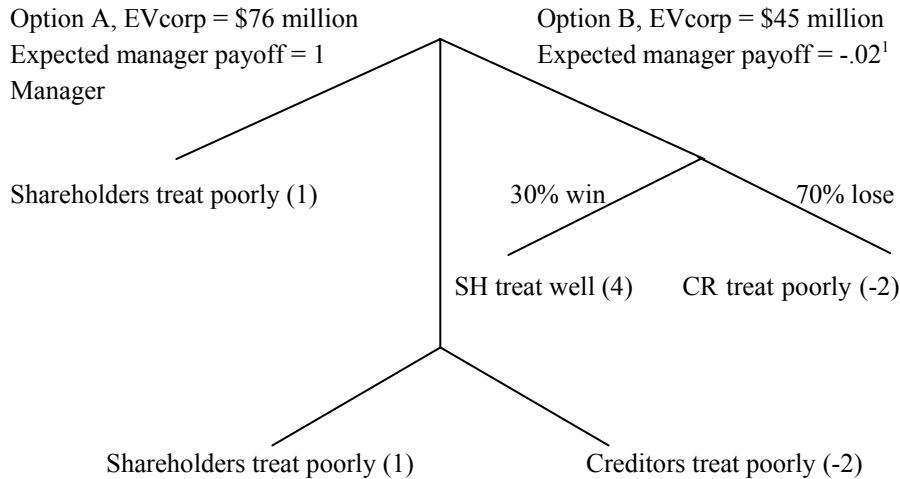 Option A, EVcorp = $76 million
Expected manager payoff = 1
Manager
Option B, EVcorp = $45 million
Expected manager payoff = -.02¹
Shareholders treat poorly (1)
30% win
70% lose
SH treat well (4)
CR treat poorly (-2)
Shareholders treat poorly (1)
Creditors treat poorly (-2)